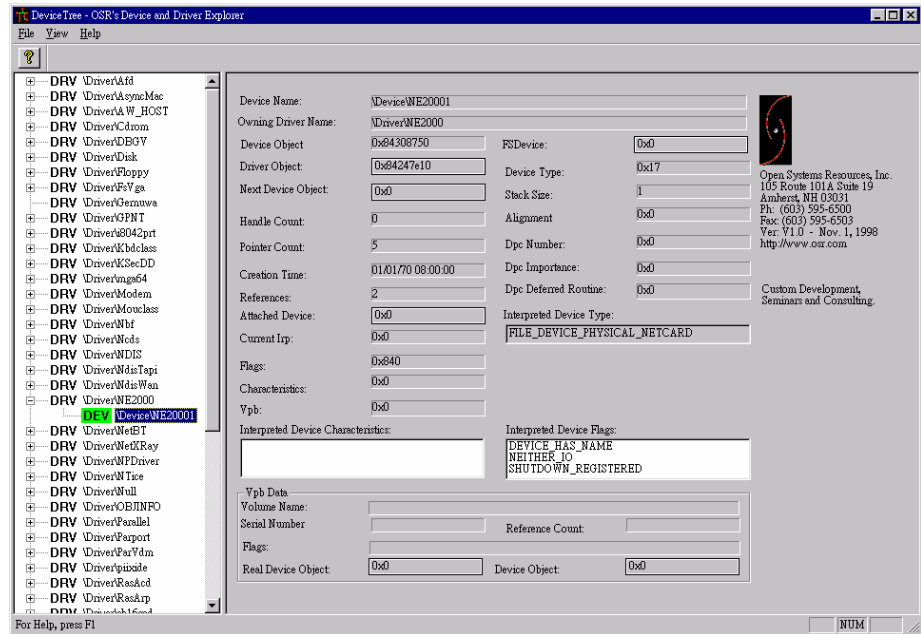 DeviceTree - OSR's Device and Driver Explorer
File View Help
DRV \Driver\Afd
DRV \Driver\AsyncMac
DRV \Driver\AW_HOST
DRV \Driver\Cdrom
DRV \Driver\DBGV
DRV \Driver\Disk
DRV \Driver\Floppy
DRV \Driver\FsVga
DRV \Driver\Gernuwa
DRV \Driver\GPNT
DRV \Driver\i8042prt
DRV \Driver\Kbdclass
DRV \Driver\KSecDD
DRV \Driver\mga64
DRV \Driver\Modem
DRV \Driver\Mouclass
DRV \Driver\Nbf
DRV \Driver\Ncds
DRV \Driver\NDIS
DRV \Driver\NdisTapi
DRV \Driver\NdisWan
DRV \Driver\NE2000
DEV \Device\NE20001
DRV \Driver\NetBT
DRV \Driver\NetXRay
DRV \Driver\NPDriver
DRV \Driver\NTice
DRV \Driver\Null
DRV \Driver\OBJINFO
DRV \Driver\Parallel
DRV \Driver\Parport
DRV \Driver\ParVdm
DRV \Driver\piixide
DRV \Driver\RasAcd
DRV \Driver\RasArp
Device Name: \Device\NE20001
Owning Driver Name: \Driver\NE2000
Device Object 0x84308750
Driver Object: 0x84247e10
Next Device Object: 0x0
Handle Count: 0
Pointer Count: 5
Creation Time: 01/01/70 08:00:00
References: 2
Attached Device: 0x0
Current Irp: 0x0
Flags: 0x840
Characteristics: 0x0
Vpb: 0x0
FSDevice: 0x0
Device Type: 0x17
Stack Size: 1
Alignment 0x0
Dpc Number: 0x0
Dpc Importance: 0x0
Dpc Deferred Routine: 0x0
Interpreted Device Type:
FILE_DEVICE_PHYSICAL_NETCARD
Interpreted Device Characteristics:
Interpreted Device Flags:
DEVICE_HAS_NAME
NEITHER_IO
SHUTDOWN_REGISTERED
Vpb Data
Volume Name:
Serial Number
Reference Count:
Flags:
Real Device Object: 0x0
Device Object: 0x0
Open Systems Resources, Inc.
105 Route 101A Suite 19
Amherst, NH 03031
Ph: (603) 595-6500
Fax: (603) 595-6503
Ver: V1.0 - Nov. 1, 1998
http://www.osr.com
Custom Development,
Seminars and Consulting.
For Help, press F1
NUM